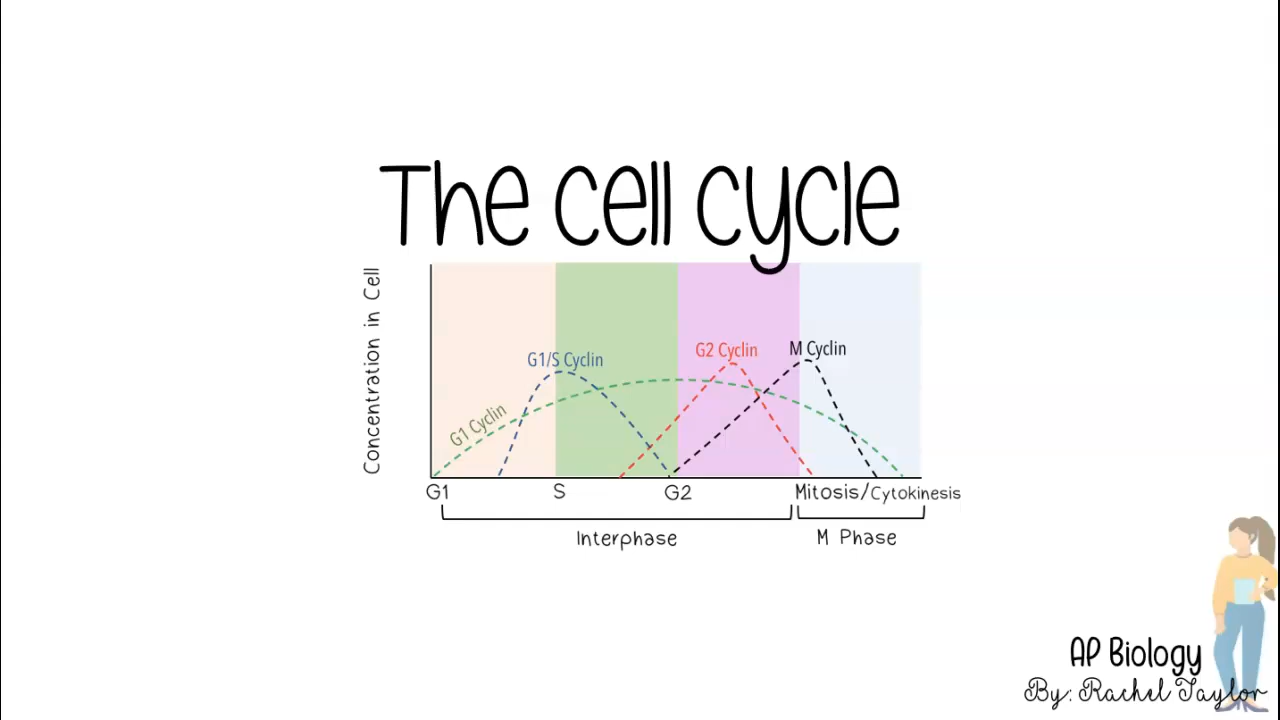 The cell cycle
Concentration in Cell
G1 Cyclin
G1/S Cyclin
G2 Cyclin
M Cyclin
G1
S
G2
Mitosis/Cytokinesis
Interphase
M Phase
AP Biology
By: Rachel Taylor